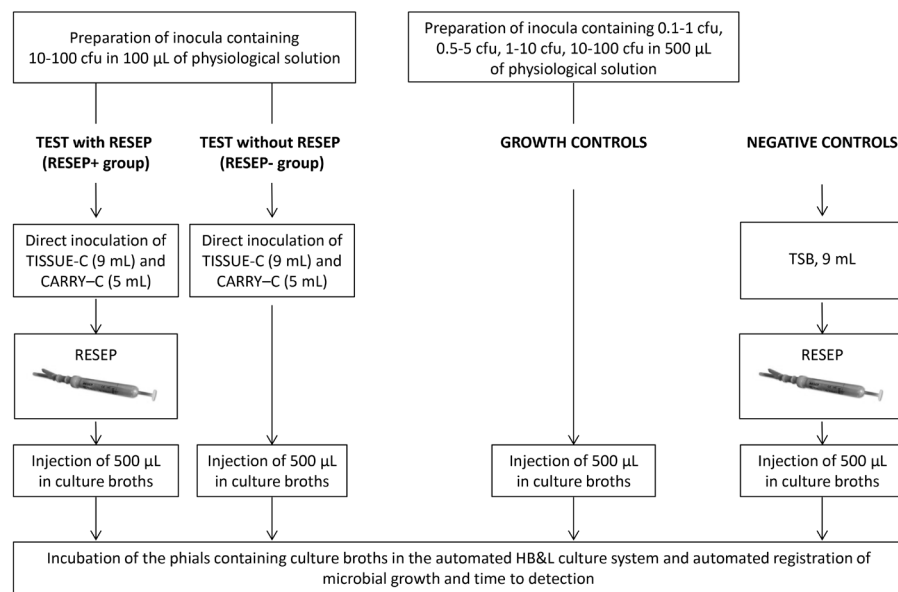 Preparation of inocula containing
10-100 cfu in 100 µL of physiological solution
Preparation of inocula containing 0.1-1 cfu,
0.5-5 cfu, 1-10 cfu, 10-100 cfu in 500 µL
of physiological solution
TEST with RESEP
(RESEP+ group)
TEST without RESEP
(RESEP- group)
GROWTH CONTROLS
NEGATIVE CONTROLS
Direct inoculation of
TISSUE-C (9 mL) and
CARRY–C (5 mL)
Direct inoculation of
TISSUE-C (9 mL) and
CARRY–C (5 mL)
TSB, 9 mL
RESEP
RESEP
Injection of 500 µL
in culture broths
Injection of 500 µL
in culture broths
Injection of 500 µL
in culture broths
Injection of 500 µL
in culture broths
Incubation of the phials containing culture broths in the automated HB&L culture system and automated registration of
microbial growth and time to detection